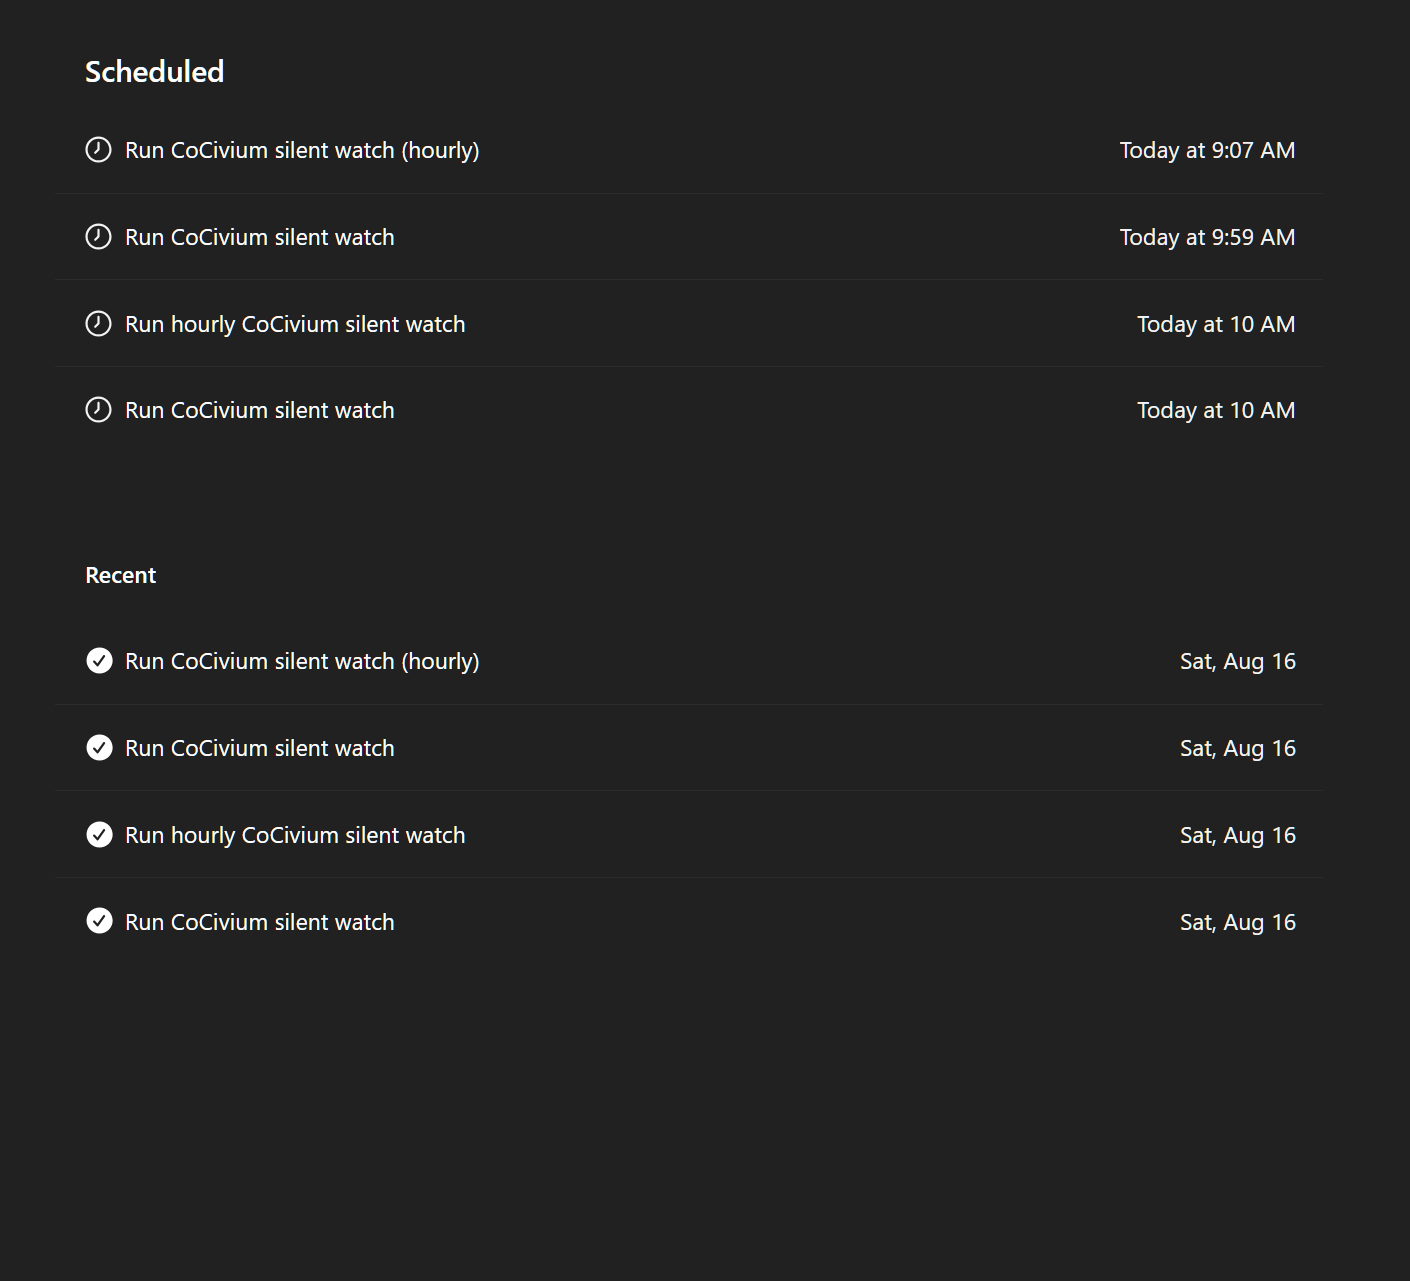 Scheduled
Run CoCivium silent watch (hourly) Today at 9:07 AM
Run CoCivium silent watch Today at 9:59 AM
Run hourly CoCivium silent watch Today at 10 AM
Run CoCivium silent watch Today at 10 AM
Recent
Run CoCivium silent watch (hourly) Sat, Aug 16
Run CoCivium silent watch Sat, Aug 16
Run hourly CoCivium silent watch Sat, Aug 16
Run CoCivium silent watch Sat, Aug 16